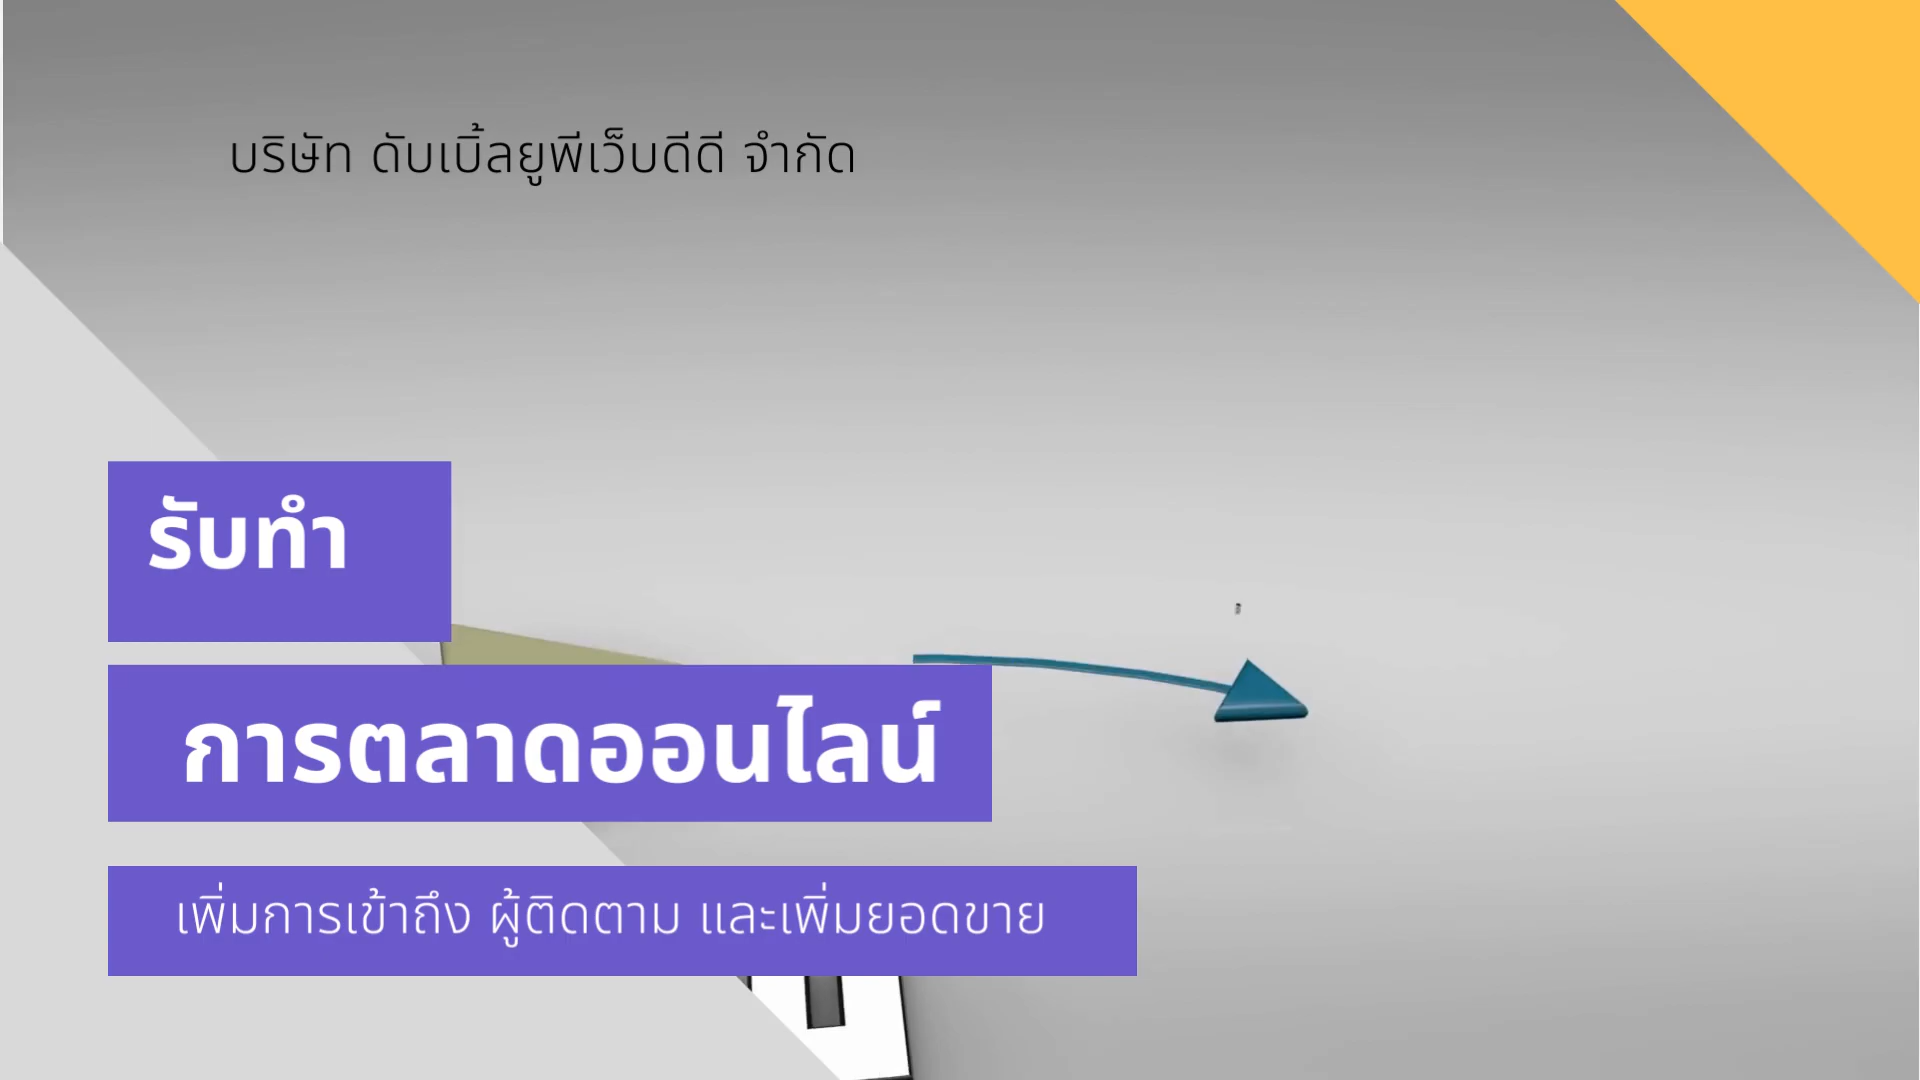 บริษัท ดับเบิ้ลยูพีเว็บดีดี จำกัด
รับทำ
การตลาดออนไลน์
เพิ่มการเข้าถึง ผู้ติดตาม และเพิ่มยอดขาย